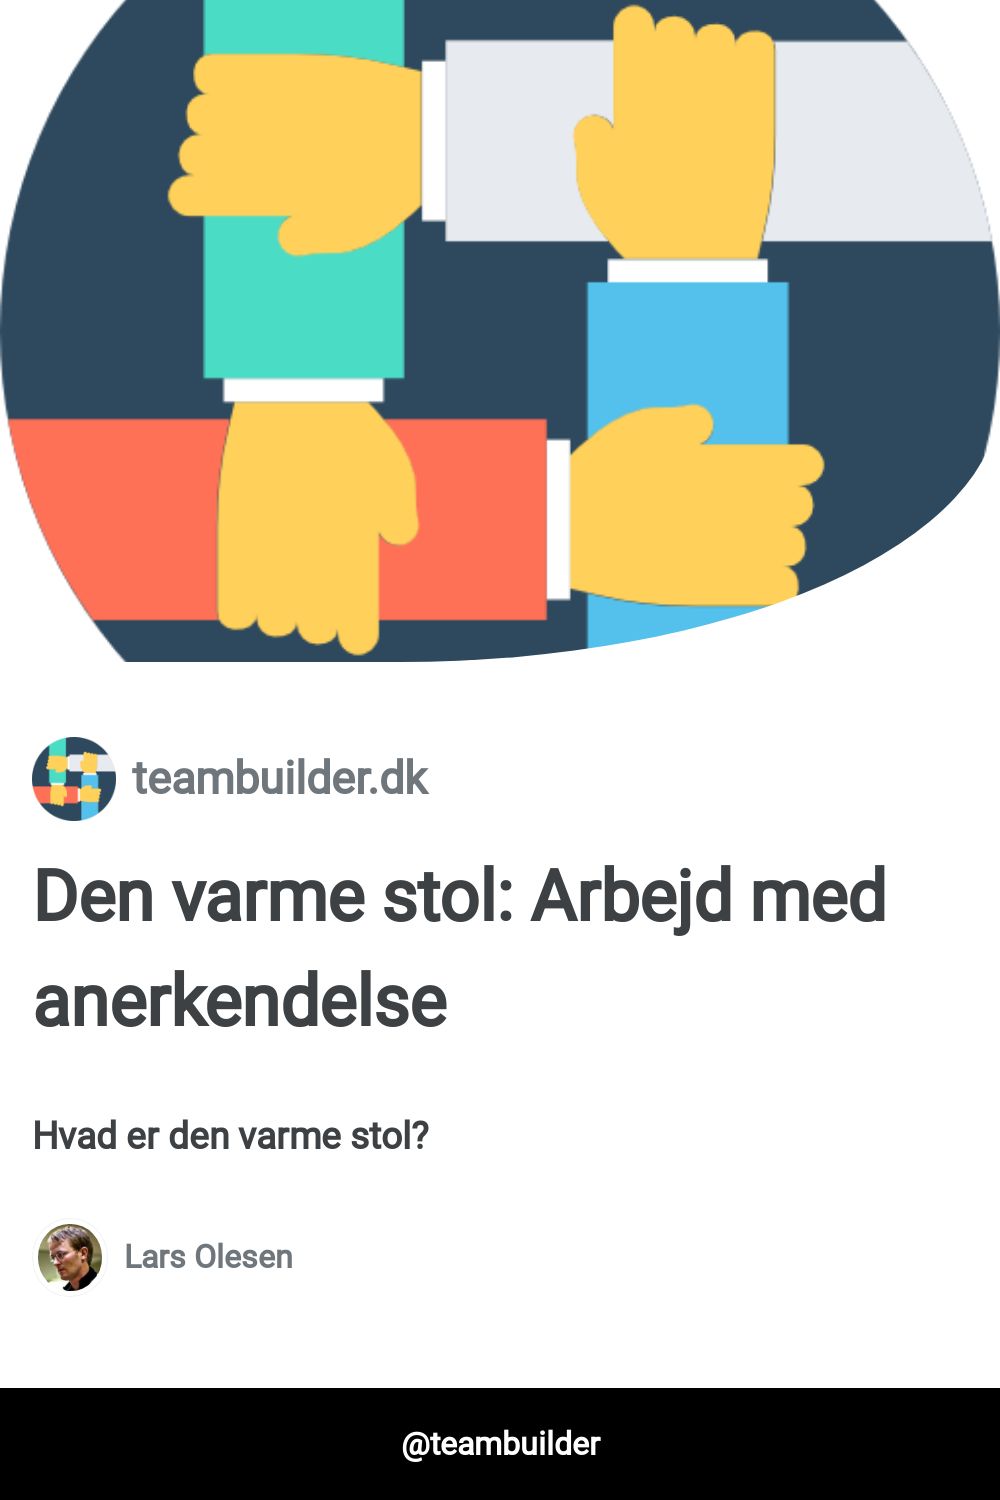 teambuilder.dk
Den varme stol: Arbejd med
anerkendelse
Hvad er den varme stol?
Lars Olesen
@teambuilder